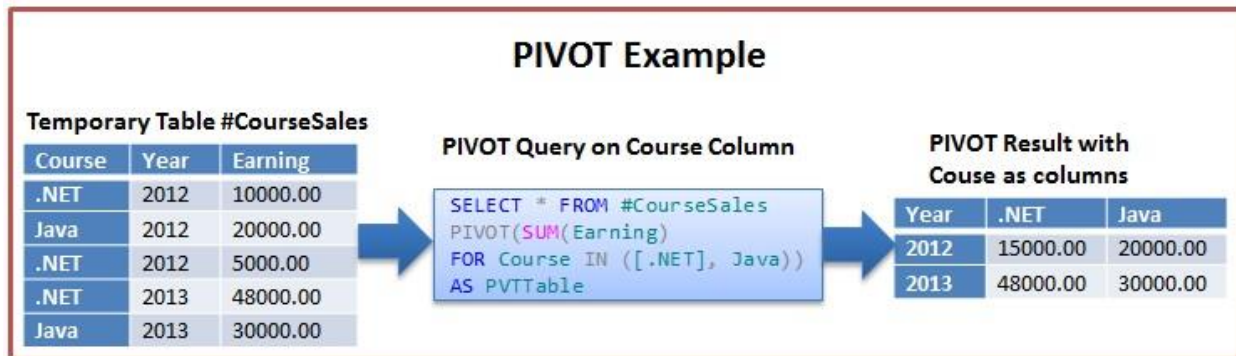 PIVOT Example
Temporary Table #CourseSales
Course Year Earning
.NET 2012 10000.00
Java 2012 20000.00
.NET 2012 5000.00
.NET 2013 48000.00
Java 2013 30000.00
PIVOT Query on Course Column
SELECT * FROM #CourseSales
PIVOT(SUM(Earning)
FOR Course IN ([.NET], Java))
AS PVTTable
PIVOT Result with
Couse as columns
Year .NET Java
2012 15000.00 20000.00
2013 48000.00 30000.00